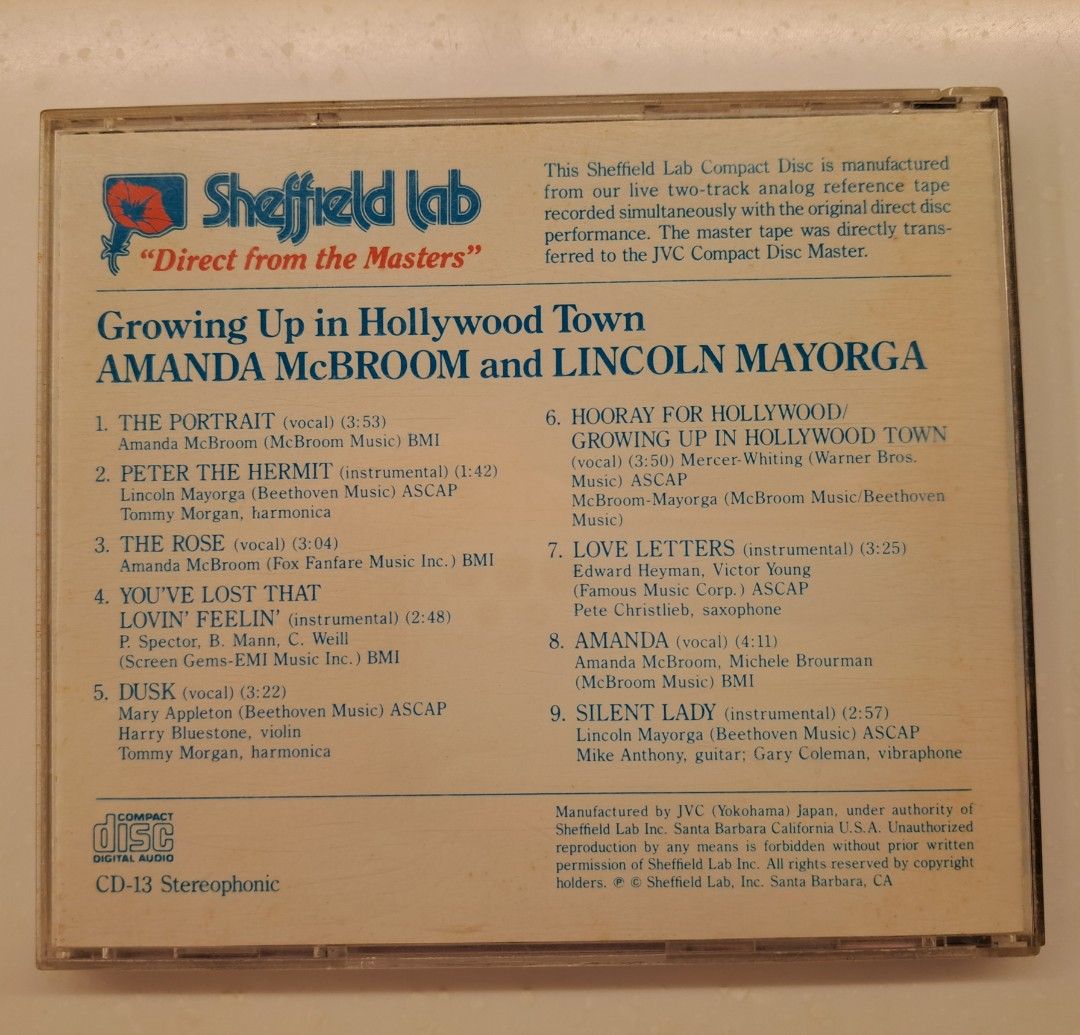 Sheffield Lab
"Direct from the Masters"
This Sheffield Lab Compact Disc is manufactured
from our live two-track analog reference tape
recorded simultaneously with the original direct disc
performance. The master tape was directly trans-
ferred to the JVC Compact Disc Master.
Growing Up in Hollywood Town
AMANDA McBROOM and LINCOLN MAYORGA
1. THE PORTRAIT (vocal) (3:53)
Amanda McBroom (McBroom Music) BMI
2. PETER THE HERMIT (instrumental) (1:42)
Lincoln Mayorga (Beethoven Music) ASCAP
Tommy Morgan, harmonica
3. THE ROSE (vocal) (3:04)
Amanda McBroom (Fox Fanfare Music Inc.) BMI
4. YOU'VE LOST THAT
LOVIN' FEELIN' (instrumental) (2:48)
P. Spector, B. Mann, C. Weill
(Screen Gems-EMI Music Inc.) BMI
5. DUSK (vocal) (3:22)
Mary Appleton (Beethoven Music) ASCAP
Harry Bluestone, violin
Tommy Morgan, harmonica
6. HOORAY FOR HOLLYWOOD/
GROWING UP IN HOLLYWOOD TOWN
(vocal) (3:50) Mercer-Whiting (Warner Bros.
Music) ASCAP
McBroom-Mayorga (McBroom Music/Beethoven
Music)
7. LOVE LETTERS (instrumental) (3:25)
Edward Heyman, Victor Young
(Famous Music Corp.) ASCAP
Pete Christlieb, saxophone
8. AMANDA (vocal) (4:11)
Amanda McBroom, Michele Brourman
(McBroom Music) BMI
9. SILENT LADY (instrumental) (2:57)
Lincoln Mayorga (Beethoven Music) ASCAP
Mike Anthony, guitar; Gary Coleman, vibraphone
COMPACT
disc
DIGITAL AUDIO
CD-13 Stereophonic
Manufactured by JVC (Yokohama) Japan, under authority of
Sheffield Lab Inc. Santa Barbara California U.S.A. Unauthorized
reproduction by any means is forbidden without prior written
permission of Sheffield Lab Inc. All rights reserved by copyright
holders. ℗ © Sheffield Lab, Inc. Santa Barbara, CA